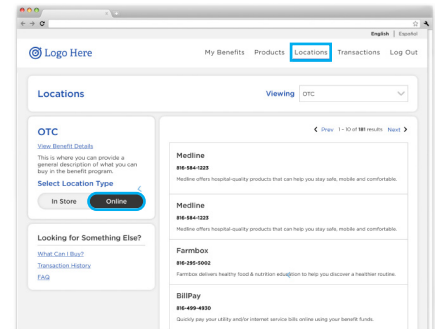 English | Español
Logo Here
My Benefits Products Locations Transactions Log Out
Locations
Viewing OTC
OTC
View Benefit Details
This is where you can provide a
general description of what you can
buy in the benefit program.
Select Location Type
In Store Online
Looking for Something Else?
What Can I Buy?
Transaction History
FAQ
Prev 1 - 10 of 181 results Next
Medline
816-584-1223
Medline offers hospital-quality products that can help you stay safe, mobile and comfortable.
Medline
816-584-1223
Medline offers hospital-quality products that can help you stay safe, mobile and comfortable.
Farmbox
816-295-5002
Farmbox delivers healthy food & nutrition education to help you discover a healthier routine.
BillPay
816-499-4930
Quickly pay your utility and/or internet service bills online using your benefit funds.